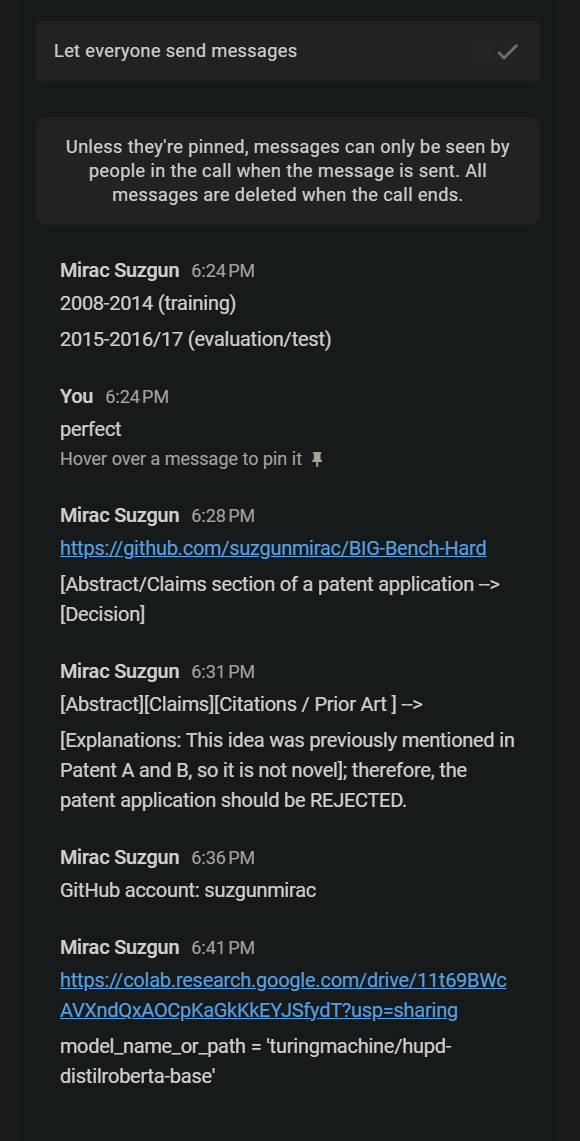 Let everyone send messages
Unless they're pinned, messages can only be seen by
people in the call when the message is sent. All
messages are deleted when the call ends.
Mirac Suzgun 6:24 PM
2008-2014 (training)
2015-2016/17 (evaluation/test)
You 6:24 PM
perfect
Hover over a message to pin it
Mirac Suzgun 6:28 PM
https://github.com/suzgunmirac/BIG-Bench-Hard
[Abstract/Claims section of a patent application -->
[Decision]
Mirac Suzgun 6:31 PM
[Abstract][Claims][Citations / Prior Art ] -->
[Explanations: This idea was previously mentioned in
Patent A and B, so it is not novel]; therefore, the
patent application should be REJECTED.
Mirac Suzgun 6:36 PM
GitHub account: suzgunmirac
Mirac Suzgun 6:41 PM
https://colab.research.google.com/drive/11t69BWc
AVXndQxAOCpKaGkKkEYJSfydT?usp=sharing
model_name_or_path = 'turingmachine/hupd-
distilroberta-base'